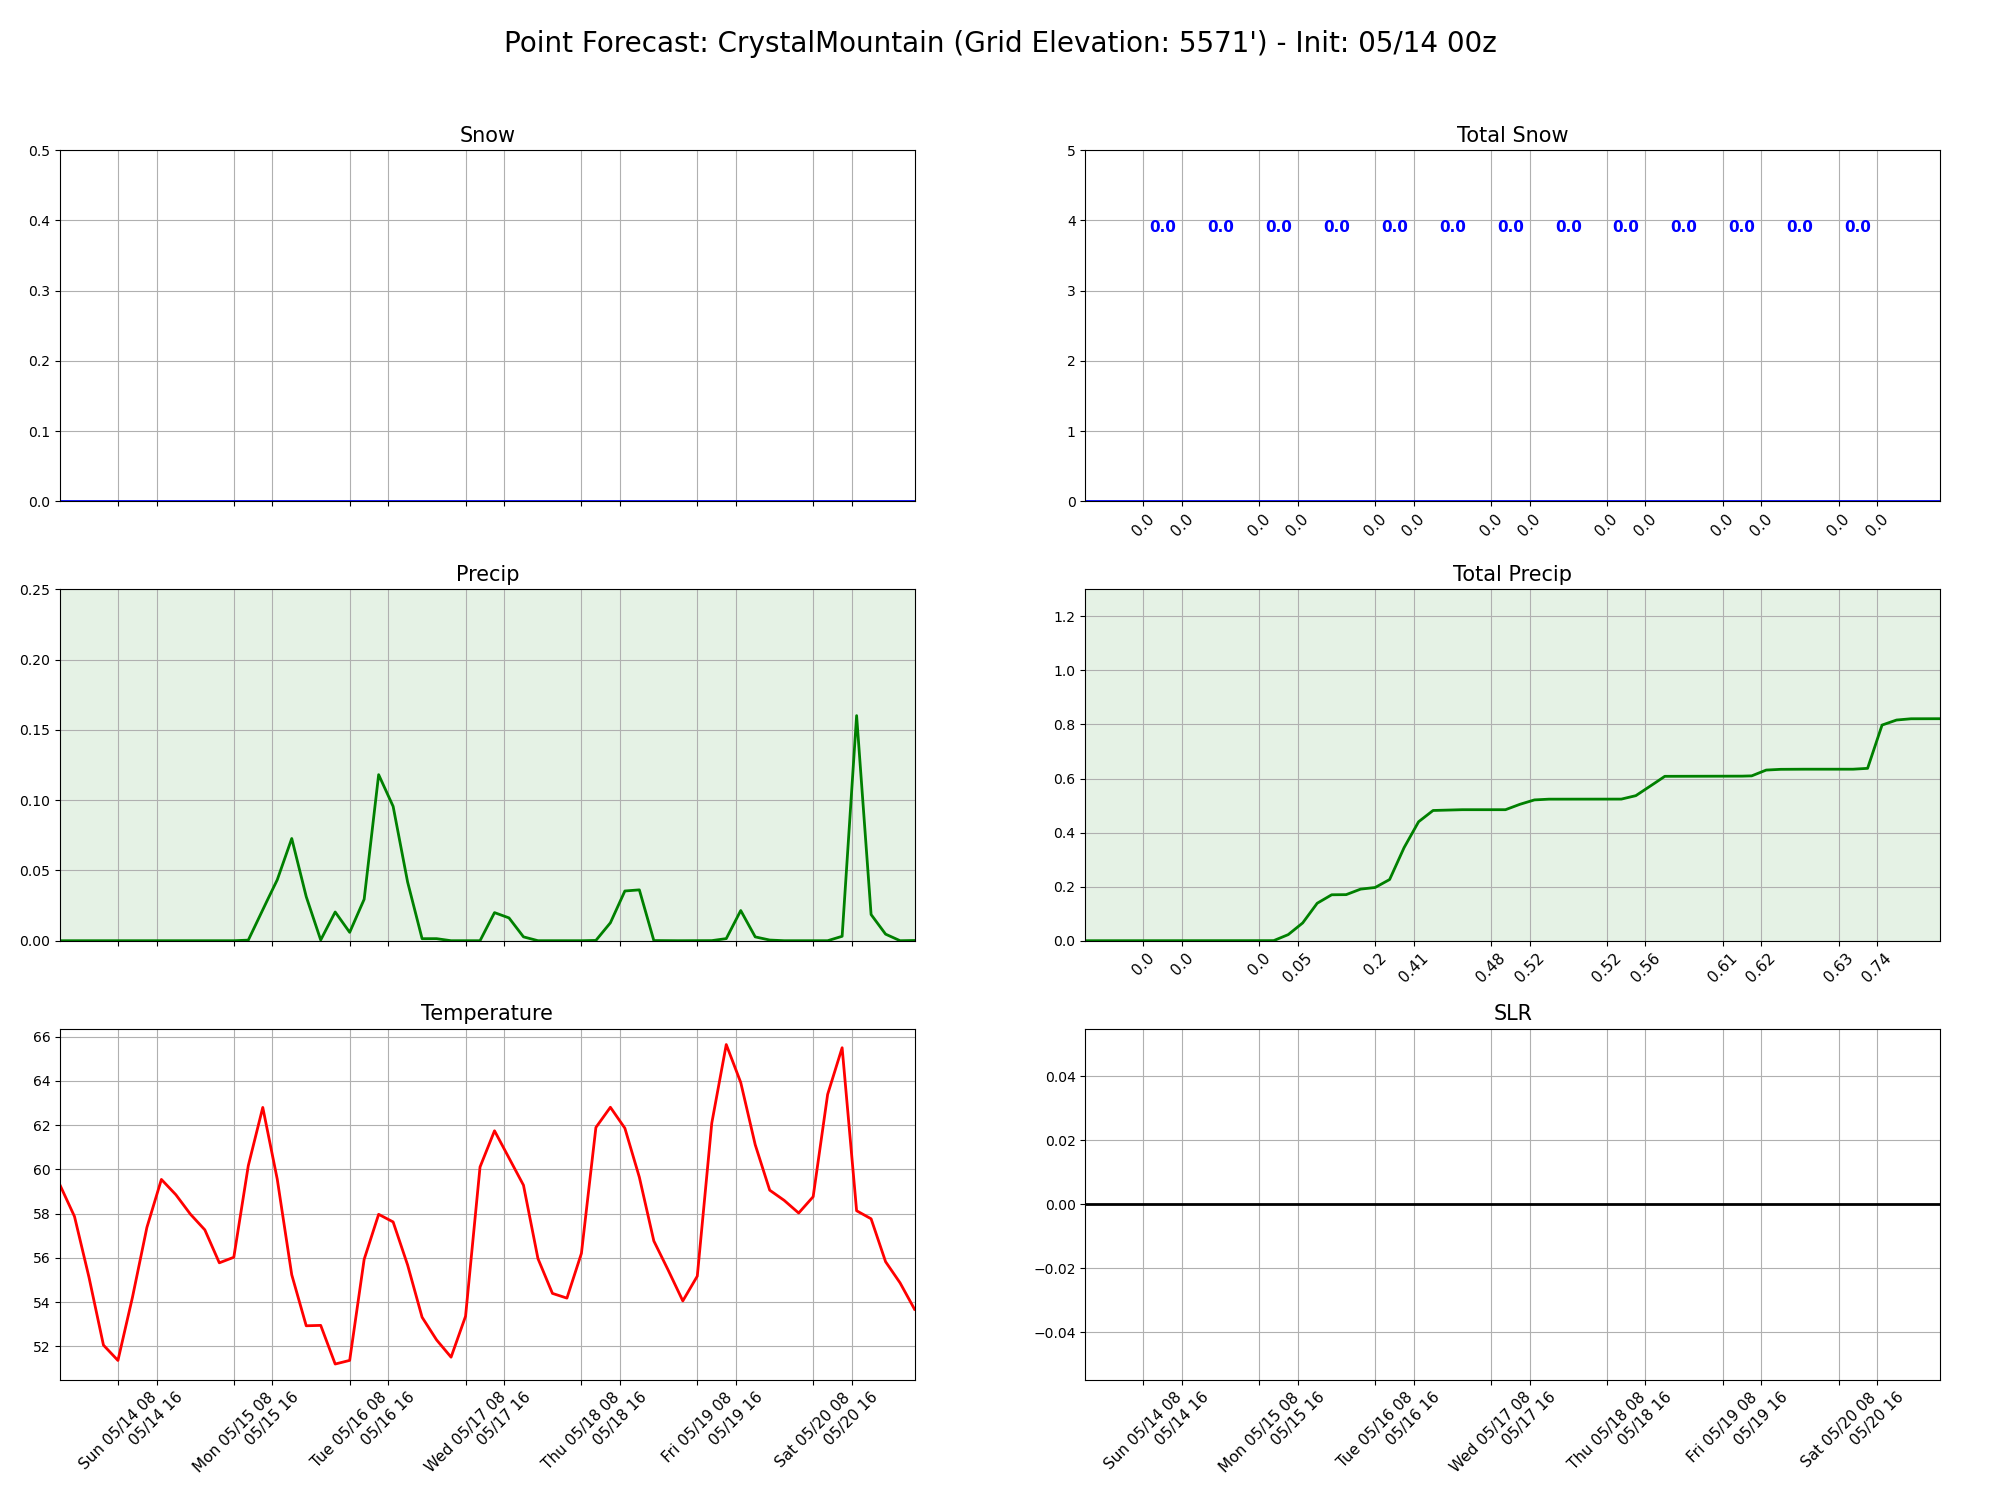 Point Forecast: CrystalMountain (Grid Elevation: 5571') - Init: 05/14 00z
Snow
0.5
0.4
0.3
0.2
0.1
0.0
Total Snow
5
4
3
2
1
0
0.0 0.0 0.0 0.0 0.0 0.0 0.0 0.0 0.0 0.0 0.0 0.0 0.0
0.0 0.0 0.0 0.0 0.0 0.0 0.0 0.0 0.0 0.0 0.0 0.0 0.0 0.0
Precip
0.25
0.20
0.15
0.10
0.05
0.00
Total Precip
1.2
1.0
0.8
0.6
0.4
0.2
0.0
0.0 0.0 0.0 0.05 0.2 0.41 0.48 0.52 0.52 0.56 0.61 0.62 0.63 0.74
Temperature
66
64
62
60
58
56
54
52
Sun 05/14 08
05/14 16
Mon 05/15 08
05/15 16
Tue 05/16 08
05/16 16
Wed 05/17 08
05/17 16
Thu 05/18 08
05/18 16
Fri 05/19 08
05/19 16
Sat 05/20 08
05/20 16
SLR
0.04
0.02
0.00
−0.02
−0.04
Sun 05/14 08
05/14 16
Mon 05/15 08
05/15 16
Tue 05/16 08
05/16 16
Wed 05/17 08
05/17 16
Thu 05/18 08
05/18 16
Fri 05/19 08
05/19 16
Sat 05/20 08
05/20 16